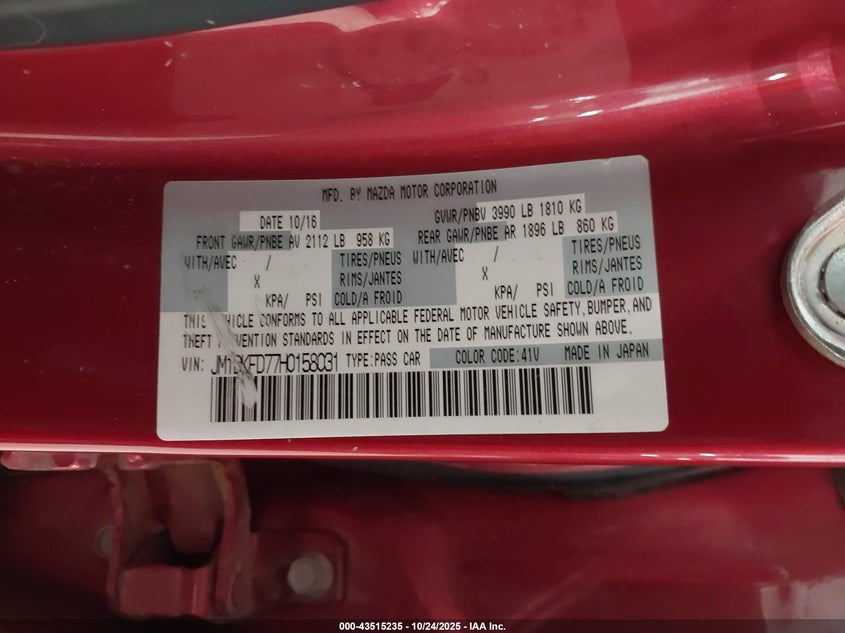 MFD. BY MAZDA MOTOR CORPORATION
DATE 10/16 GVWR/PNBV 3990 LB 1810 KG
FRONT GAWR/PNBE AV 2112 LB 958 KG REAR GAWR/PNBE AR 1896 LB 860 KG
WITH/AVEC / TIRES/PNEUS WITH/AVEC / TIRES/PNEUS
X RIMS/JANTES X RIMS/JANTES
KPA/ PSI COLD/A FROID KPA/ PSI COLD/A FROID
THIS VEHICLE CONFORMS TO ALL APPLICABLE FEDERAL MOTOR VEHICLE SAFETY, BUMPER, AND
THEFT PREVENTION STANDARDS IN EFFECT ON THE DATE OF MANUFACTURE SHOWN ABOVE.
VIN: TYPE:PASS CAR COLOR CODE:41V MADE IN JAPAN
000-43515235 - 10/24/2025 - IAA Inc.